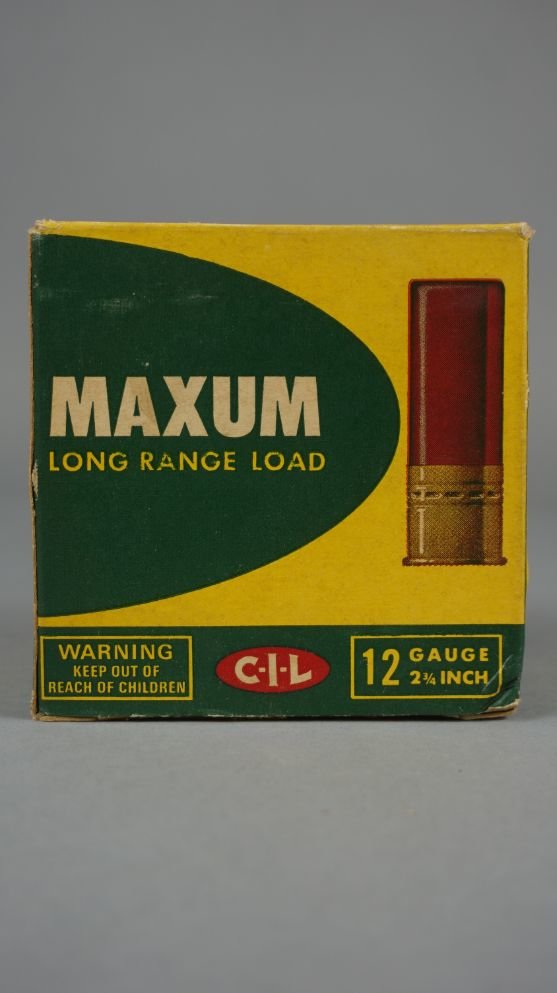 MAXUM
LONG RANGE LOAD
WARNING
KEEP OUT OF
REACH OF CHILDREN
C-I-L
12 GAUGE
2¾ INCH